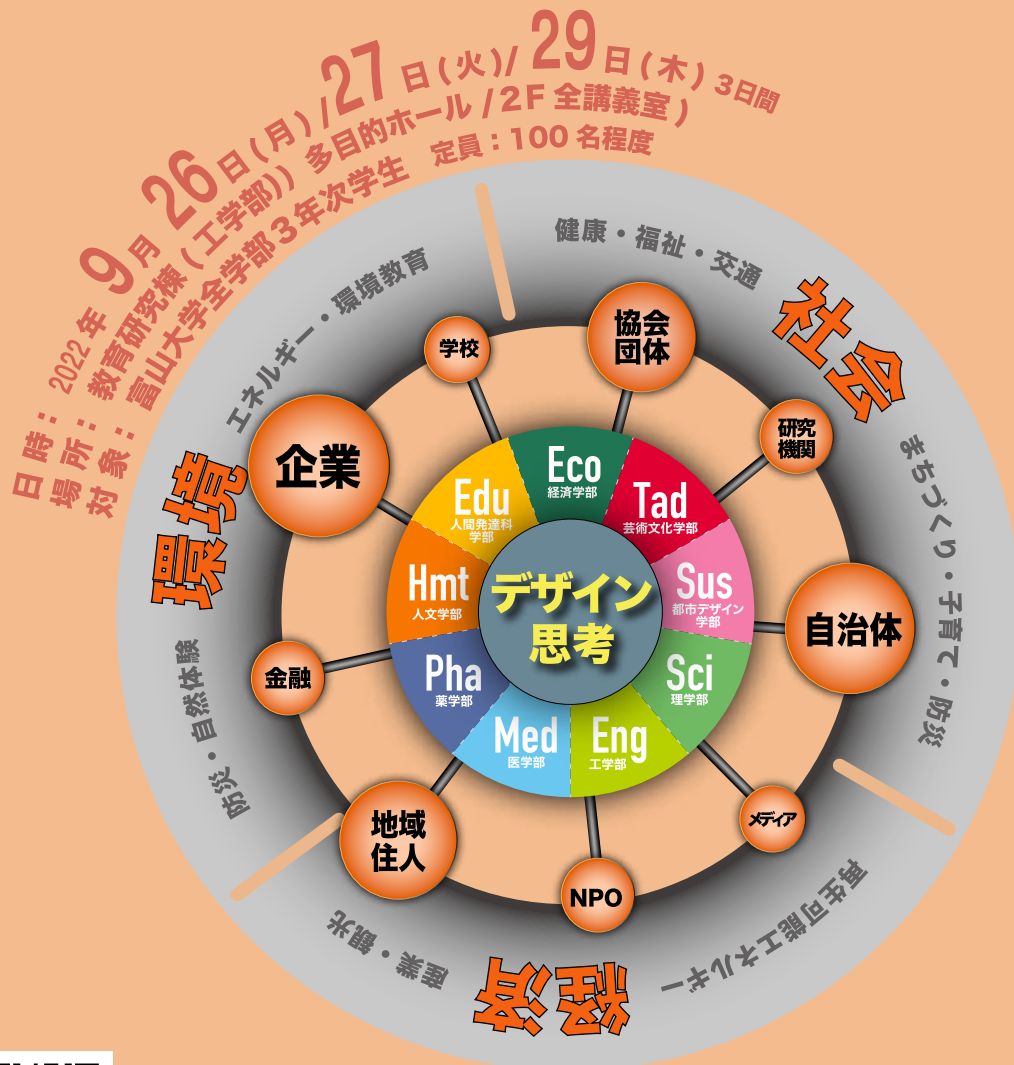 日時：2022年 9月 26日(月)/27日(火)/29日(木) 3日間
場所：教育研究棟(工学部)) 多目的ホール/2F 全講義室)
対象：富山大学全学部3年次学生 定員：100名程度
健康・福祉・交通
社会
まちづくり・子育て・防災
再生可能エネルギー
経済
産業・観光
防災・自然体験
環境
エネルギー・環境教育
協会
団体
研究
機関
自治体
メディア
NPO
地域
住人
金融
企業
学校
Eco
経済学部
Tad
芸術文化学部
Sus
都市デザイン
学部
Sci
理学部
Eng
工学部
Med
医学部
Pha
薬学部
Hmt
人文学部
Edu
人間発達科
学部
デザイン
思考